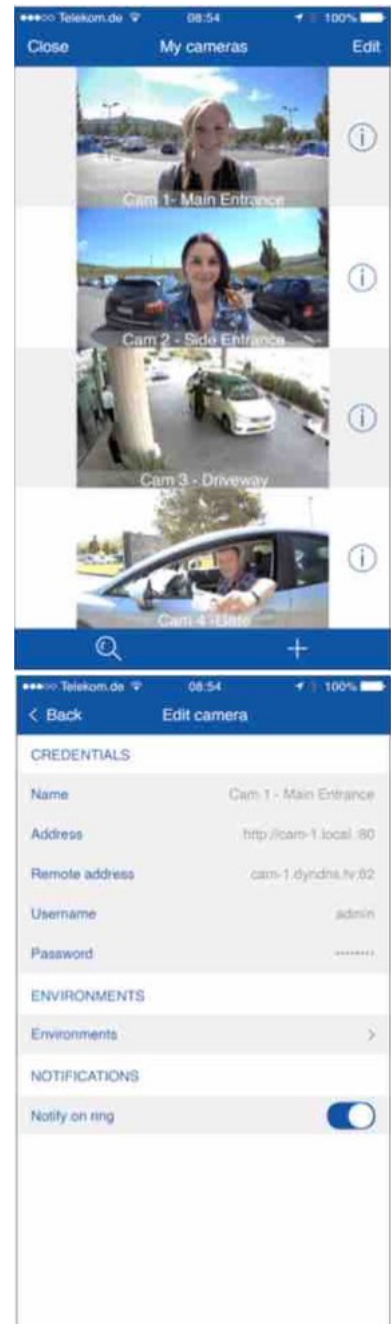 Telekom.de 08:54 100%
Close My cameras Edit
Cam 1- Main Entrance
Cam 2 - Side Entrance
Cam 3 - Driveway
Cam 4 -Gate
Telekom.de 08:54 100%
< Back Edit camera
CREDENTIALS
Name Cam 1 - Main Entrance
Address http://cam-1.local.:80
Remote address cam-1.dyndns.tv:82
Username admin
Password ••••••••
ENVIRONMENTS
Environments >
NOTIFICATIONS
Notify on ring